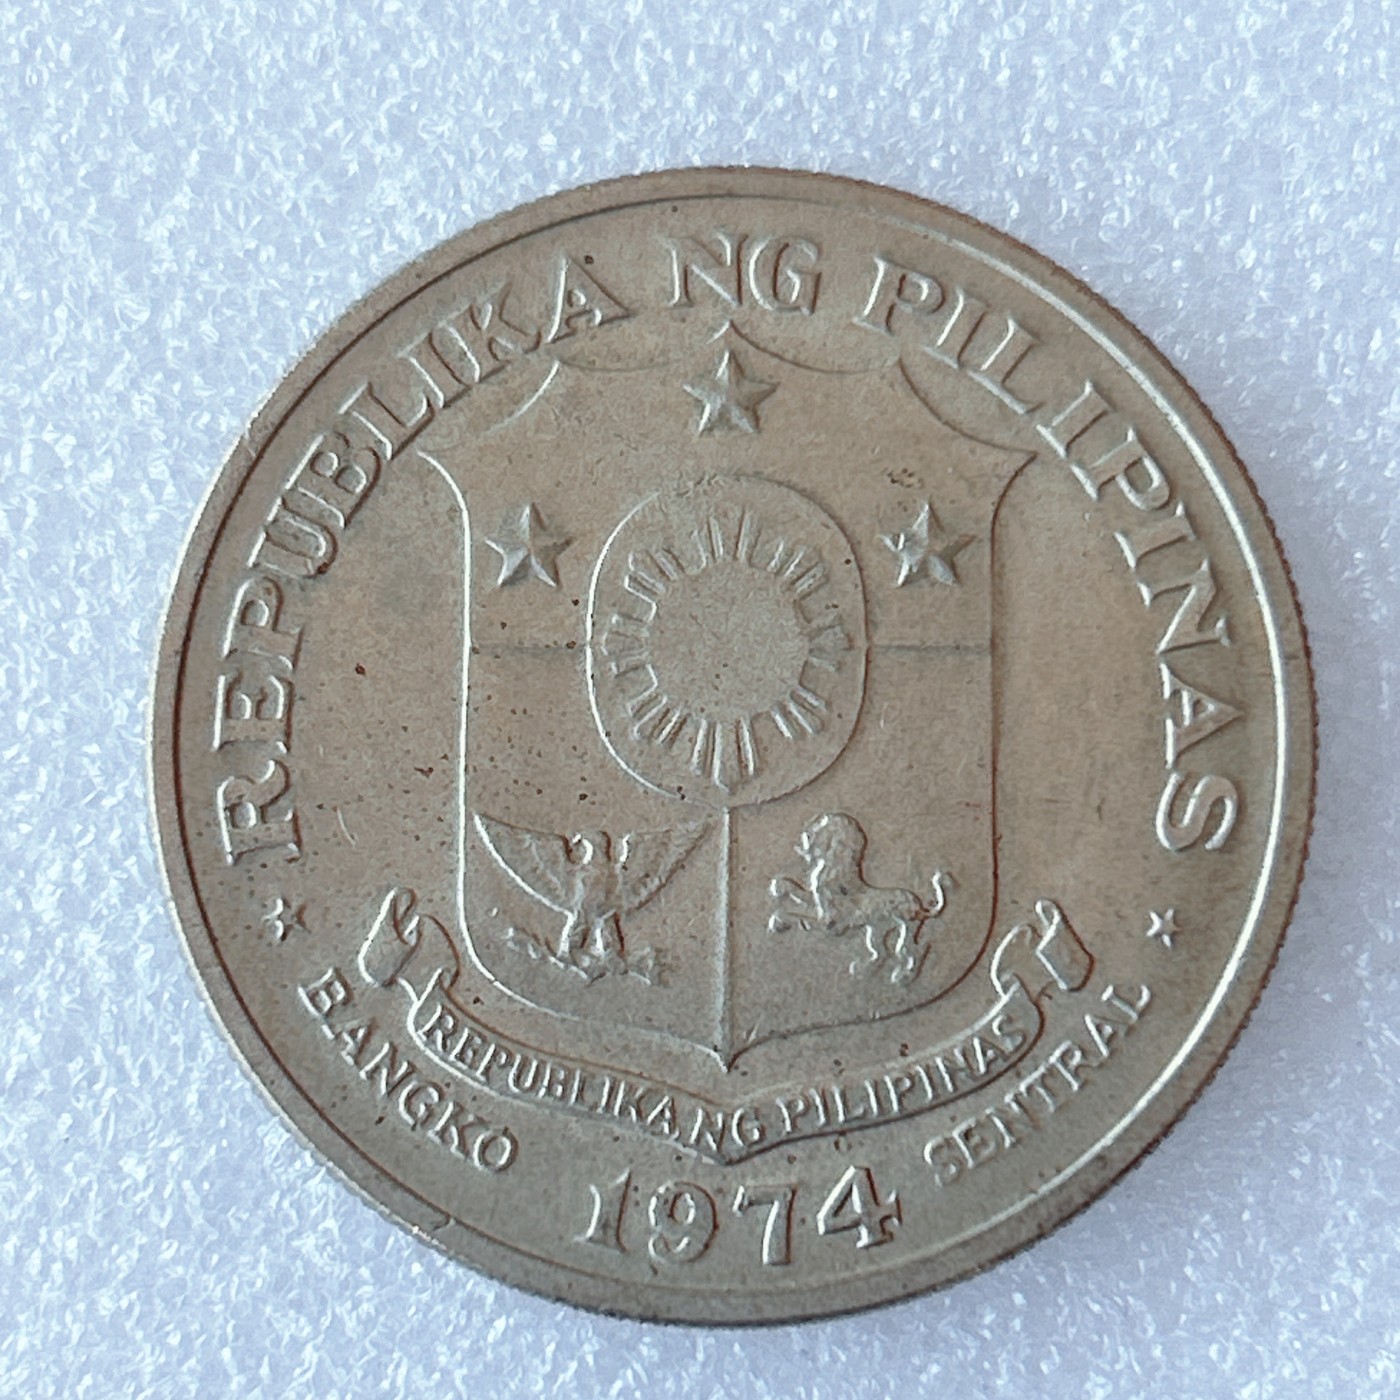 REPUBLIKA NG PILIPINAS
REPUBLIKA NG PILIPINAS
BANGKO SENTRAL
1974